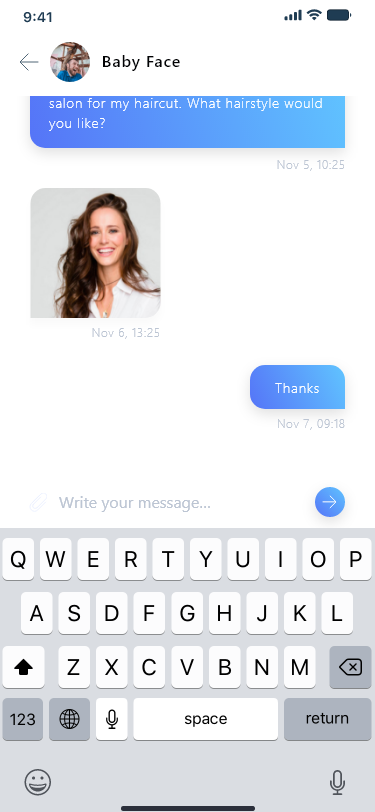 9:41
Baby Face
salon for my haircut. What hairstyle would
you like?
Nov 5, 10:25
Nov 6, 13:25
Thanks
Nov 7, 09:18
Write your message...
Q W E R T Y U I O P
A S D F G H J K L
Z X C V B N M
123 space return